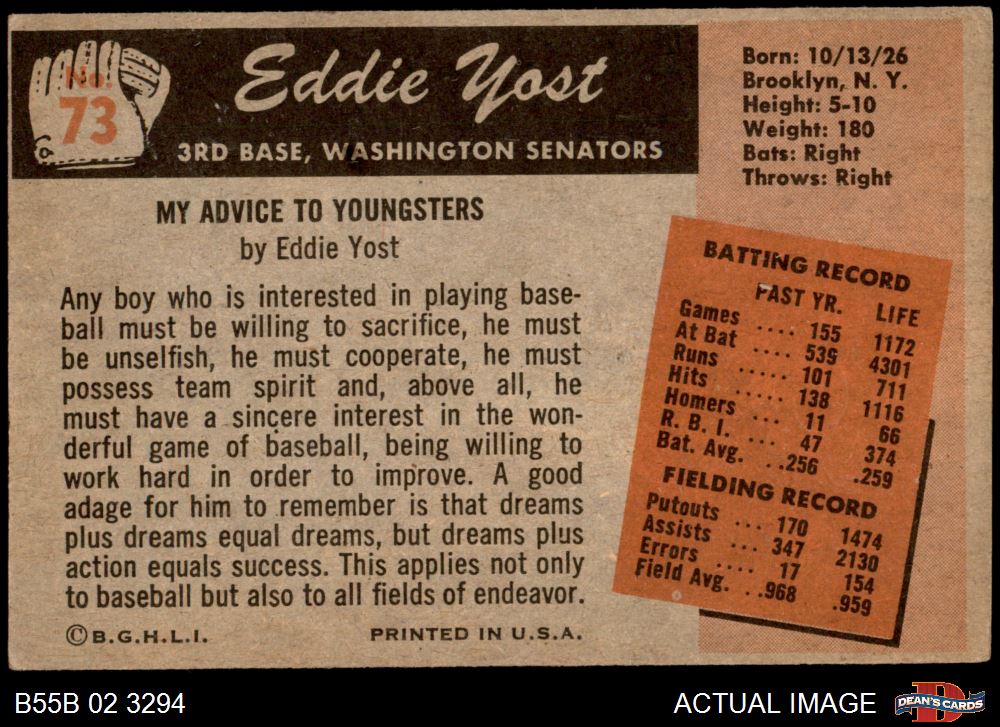 No.
73
Eddie Yost
3RD BASE, WASHINGTON SENATORS
Born: 10/13/26
Brooklyn, N. Y.
Height: 5-10
Weight: 180
Bats: Right
Throws: Right
MY ADVICE TO YOUNGSTERS
by Eddie Yost
Any boy who is interested in playing base-
ball must be willing to sacrifice, he must
be unselfish, he must cooperate, he must
possess team spirit and, above all, he
must have a sincere interest in the won-
derful game of baseball, being willing to
work hard in order to improve. A good
adage for him to remember is that dreams
plus dreams equal dreams, but dreams plus
action equals success. This applies not only
to baseball but also to all fields of endeavor.
©B.G.H.L.I. PRINTED IN U.S.A.
BATTING RECORD
PAST YR. LIFE
Games .... 155 1172
At Bat .... 539 4301
Runs ..... 101 711
Hits ..... 138 1116
Homers ... 11 66
R. B. I. ... 47 374
Bat. Avg. ..256 .259
FIELDING RECORD
Putouts ... 170 1474
Assists ... 347 2130
Errors .... 17 154
Field Avg. ..968 .959
B55B 02 3294 ACTUAL IMAGE
D
DEAN'S CARDS